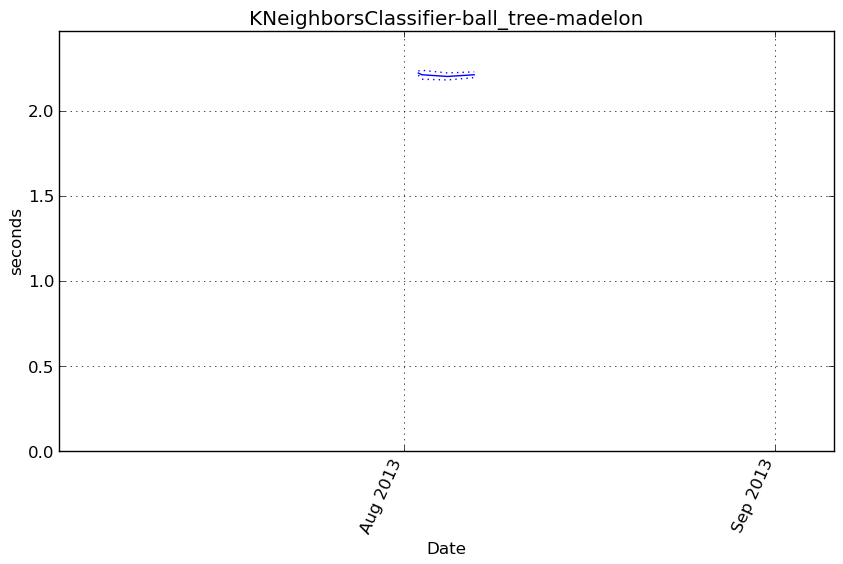 KNeighborsClassifier-ball_tree-madelon
seconds
2.0
1.5
1.0
0.5
0.0
Aug 2013
Sep 2013
Date